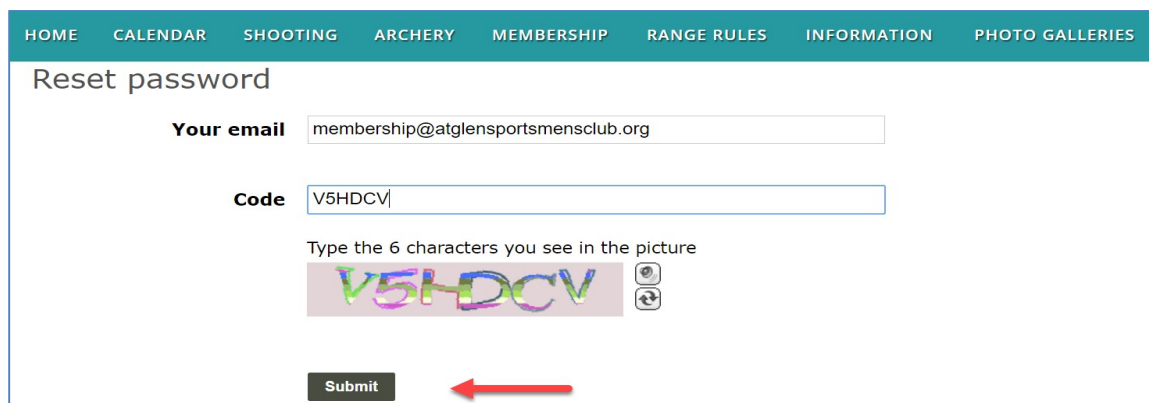 HOME CALENDAR SHOOTING ARCHERY MEMBERSHIP RANGE RULES INFORMATION PHOTO GALLERIES
Reset password
Your email membership@atglensportsmensclub.org
Code V5HDCV
Type the 6 characters you see in the picture
V5HDCV
Submit